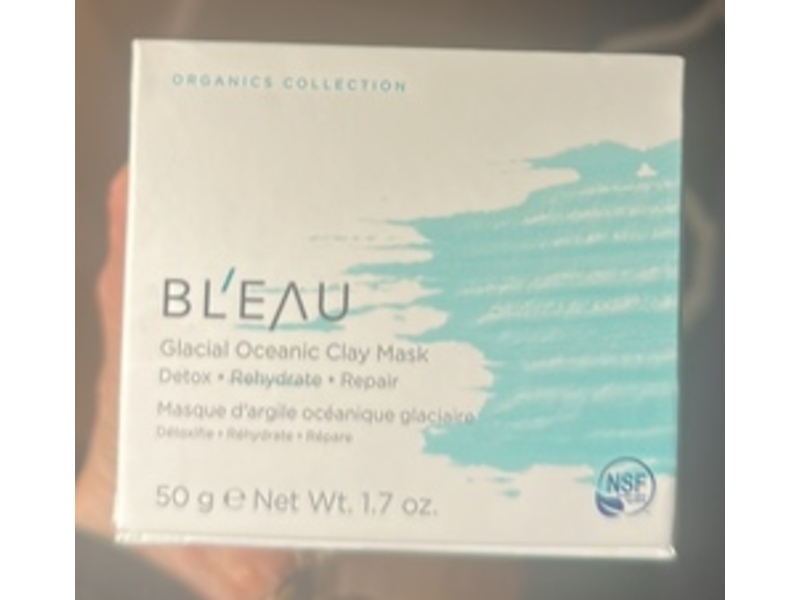 ORGANICS COLLECTION
BL'EAU
Glacial Oceanic Clay Mask
Detox • Rehydrate • Repair
Masque d'argile océanique glaciaire
Détoxifie • Réhydrate • Répare
50 g ℮ Net Wt. 1.7 oz.
NSF